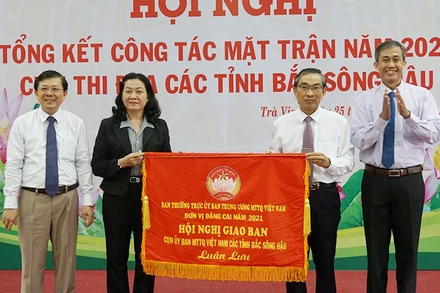 HỘI NGHỊ
TỔNG KẾT CÔNG TÁC MẶT TRẬN NĂM 202
THI ĐUA CÁC TỈNH BẮC SÔNG HẬU
Trà Vinh, 25
BAN THƯỜNG TRỰC ỦY BAN TRUNG ƯƠNG MTTQ VIỆT NAM
ĐƠN VỊ ĐĂNG CAI NĂM 2021
HỘI NGHỊ GIAO BAN
CỤM ỦY BAN MTTQ VIỆT NAM CÁC TỈNH BẮC SÔNG HẬU
Luân Lưu